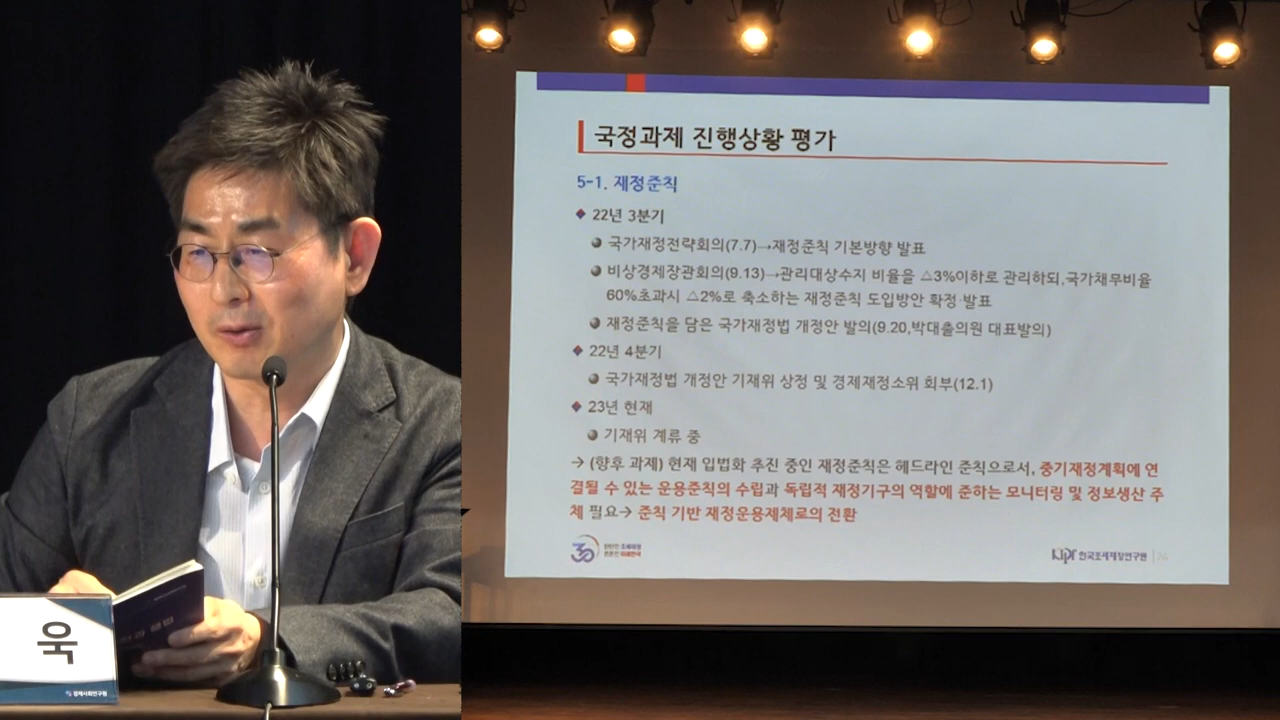 국정과제 진행상황 평가
5-1. 재정준칙
22년 3분기
국가재정전략회의(7.7)→재정준칙 기본방향 발표
비상경제장관회의(9.13)→관리대상수지 비율을 △3%이하로 관리하되,국가채무비율
60%초과시 △2%로 축소하는 재정준칙 도입방안 확정·발표
재정준칙을 담은 국가재정법 개정안 발의(9.20,박대출의원 대표발의)
22년 4분기
국가재정법 개정안 기재위 상정 및 경제재정소위 회부(12.1)
23년 현재
기재위 계류 중
→ (향후 과제) 현재 입법화 추진 중인 재정준칙은 헤드라인 준칙으로서, 중기재정계획에 연
결될 수 있는 운용준칙의 수립과 독립적 재정기구의 역할에 준하는 모니터링 및 정보생산 주
체 필요→ 준칙 기반 재정운용체제로의 전환
30
kipf 한국조세재정연구원 26
욱
경제사회연구원